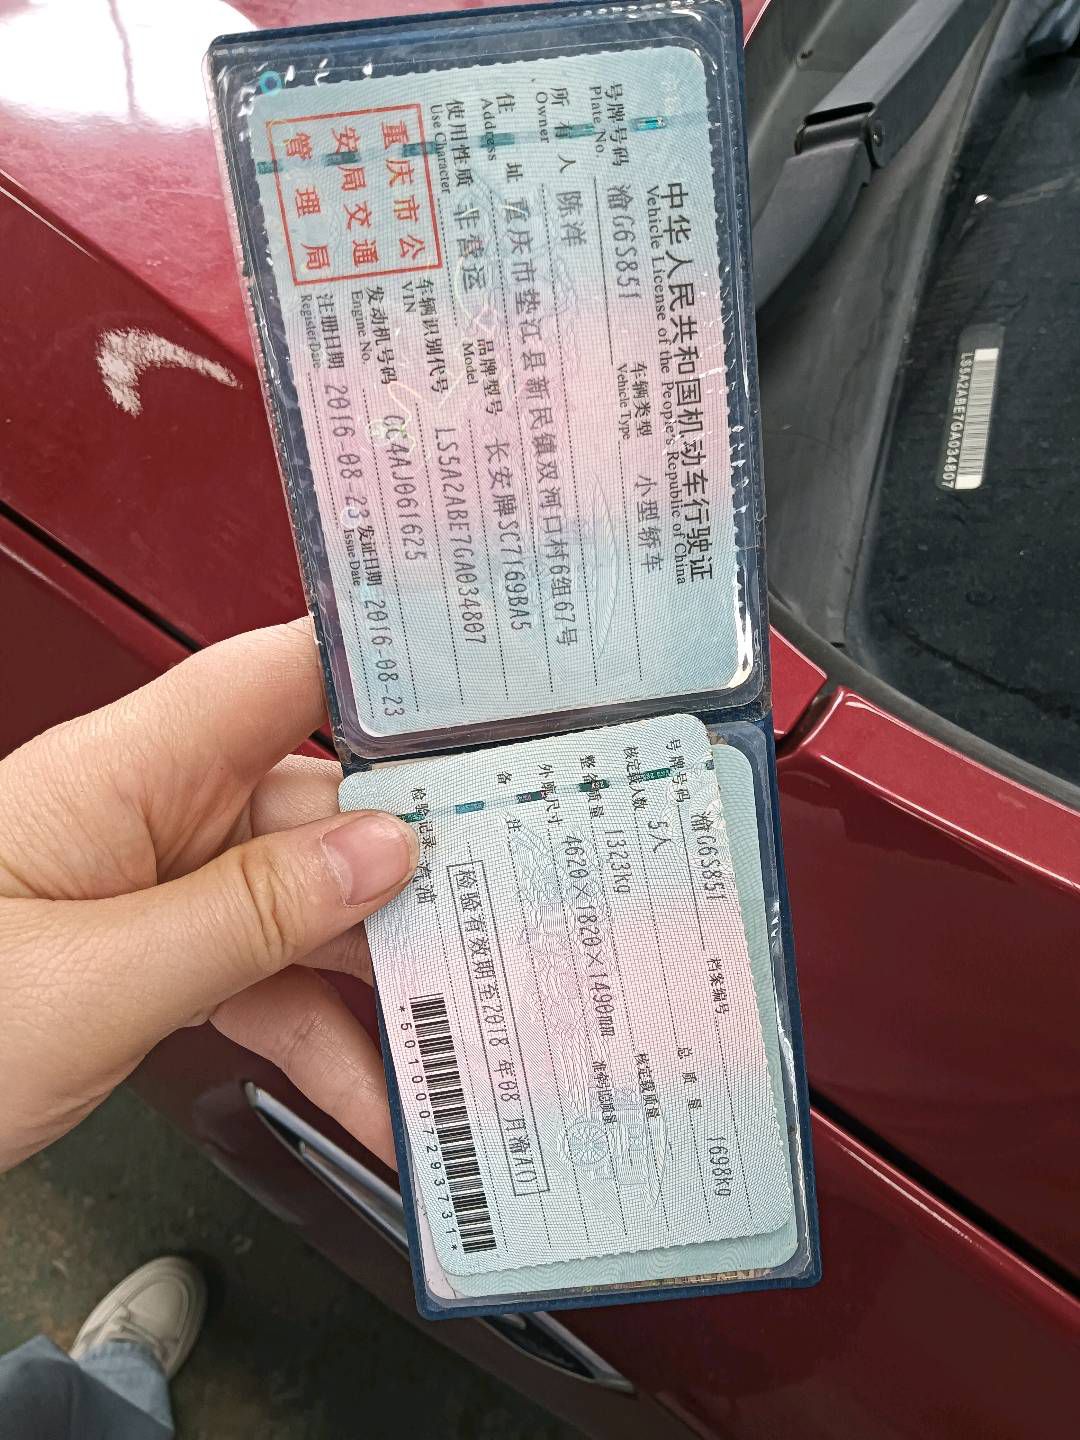 中华人民共和国机动车行驶证
Vehicle License of the People's Republic of China
号牌号码 渝G6S851 车辆类型 小型轿车
Plate No. Vehicle Type
所有人 陈洋
Owner
住址 重庆市垫江县新民镇双河口村6组67号
Address
使用性质 非营运 品牌型号 长安牌SC7169BA5
Use Character Model
车辆识别代号 LS5A2ABE7GA034807
VIN
发动机号码 GC4AJ061625
Engine No.
注册日期 2016-08-23 发证日期 2016-08-23
Register Date Issue Date
重庆市公
安局交通
管理局
号牌号码 渝G6S851 档案编号
核定载人数 5人 总质量 1698kg
整备质量 1323kg 核定载质量
外廓尺寸 4620×1820×1490mm 准牵引总质量
备注
检验有效期至2018年08月渝A()
检验记录 汽油
*5010007293731*
LS5A2ABE7GA034807